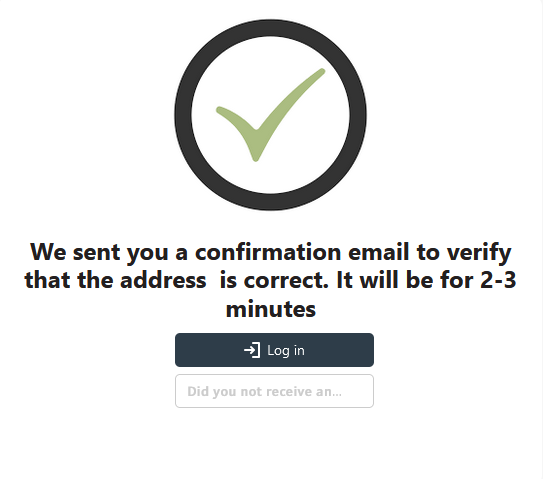 We sent you a confirmation email to verify
that the address  is correct. It will be for 2-3
minutes
Log in
Did you not receive an...